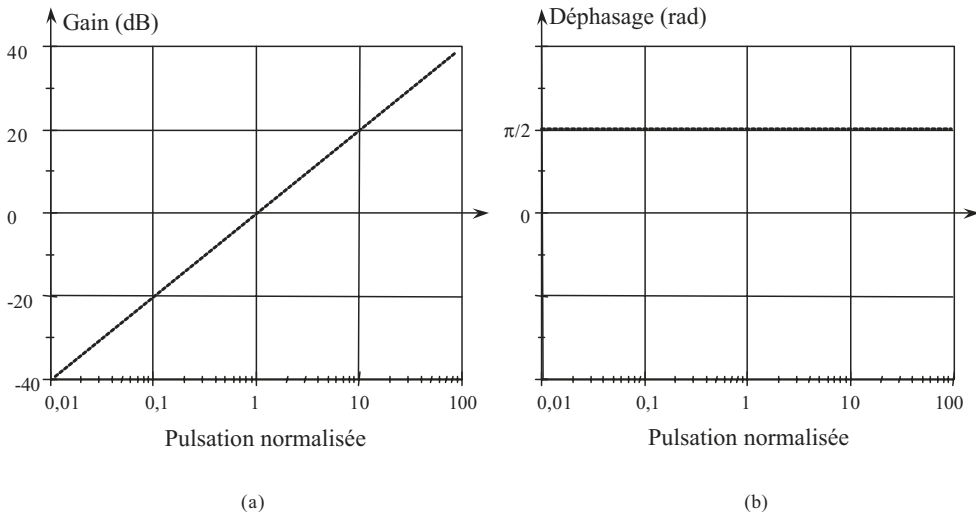 Gain (dB)
40
20
0
-20
-40
0,01
0,1
1
10
100
Pulsation normalisée
(a)
Déphasage (rad)
π/2
0
0,01
0,1
1
10
100
Pulsation normalisée
(b)